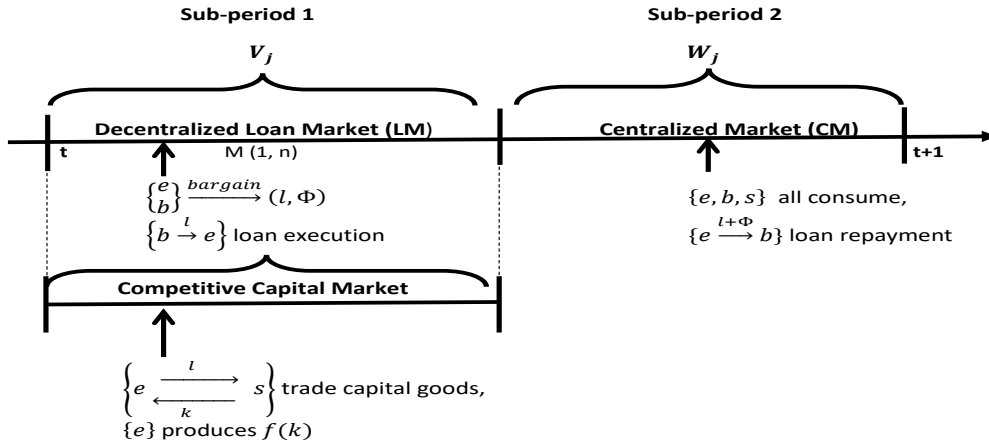 Sub-period 1 Sub-period 2
V_j W_j
Decentralized Loan Market (LM) Centralized Market (CM)
t M (1, n) t+1
{e b} bargain→ (l, Φ) {e, b, s} all consume,
{b l→ e} loan execution {e l+Φ→ b} loan repayment
Competitive Capital Market
{e l→ ←k s} trade capital goods,
{e} produces f(k)